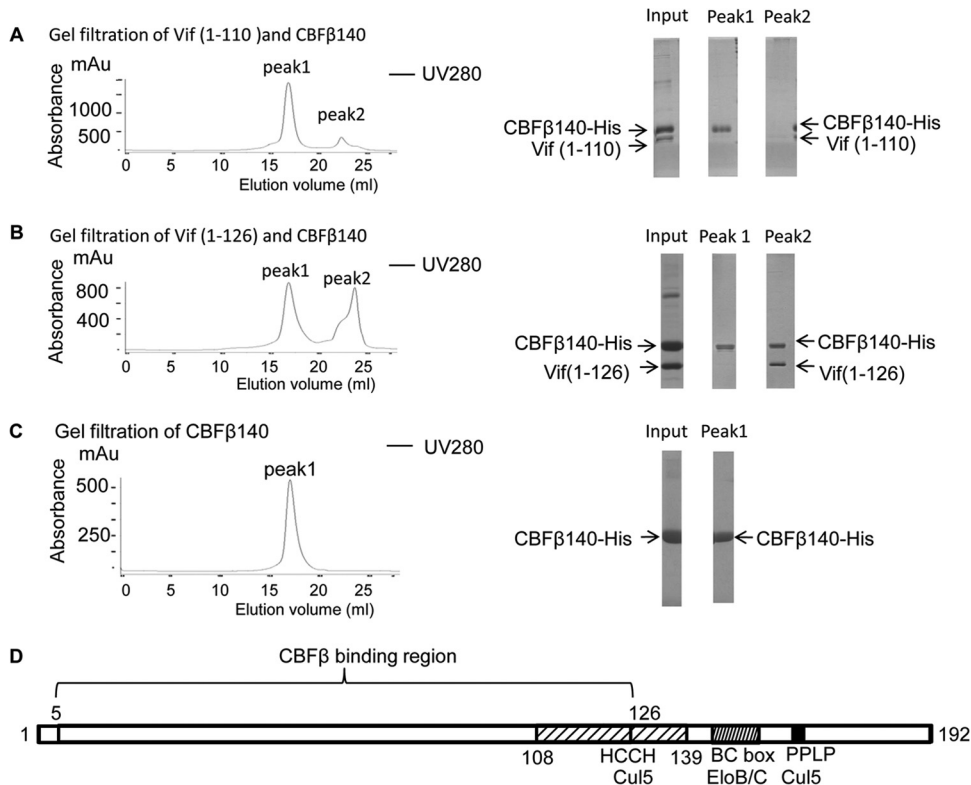 A
Gel filtration of Vif (1-110 )and CBFβ140
mAu
Absorbance
1000
500
peak1
peak2
UV280
0 5 10 15 20 25
Elution volume (ml)
Input Peak1 Peak2
CBFβ140-His
Vif (1-110)
CBFβ140-His
Vif (1-110)
B
Gel filtration of Vif (1-126) and CBFβ140
mAu
Absorbance
800
400
peak1
peak2
UV280
0 5 10 15 20 25
Elution volume (ml)
Input Peak 1 Peak2
CBFβ140-His
Vif(1-126)
CBFβ140-His
Vif(1-126)
C
Gel filtration of CBFβ140
mAu
Absorbance
500
250
peak1
UV280
0 5 10 15 20 25
Elution volume (ml)
Input Peak1
CBFβ140-His
CBFβ140-His
D
CBFβ binding region
5 126
1 192
108 HCCH 139 BC box PPLP
Cul5 EloB/C Cul5